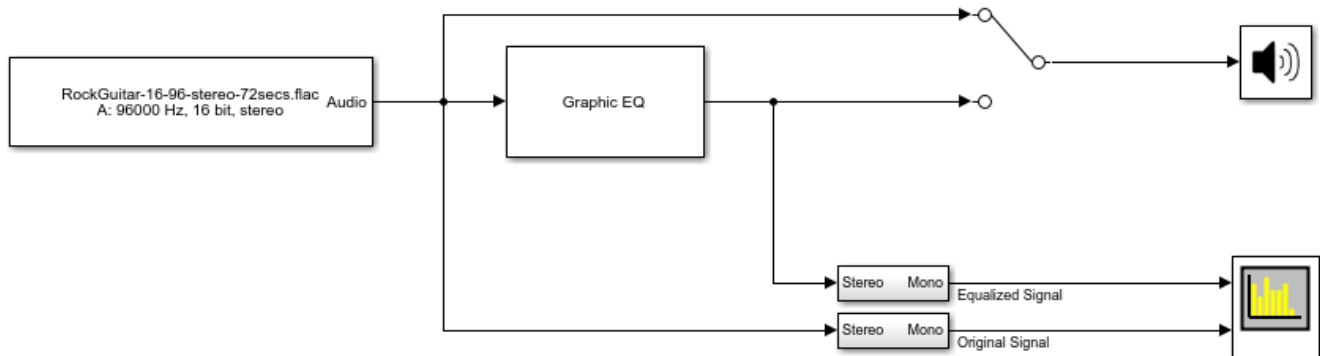 RockGuitar-16-96-stereo-72secs.flac
A: 96000 Hz, 16 bit, stereo
Audio
Graphic EQ
Stereo Mono
Equalized Signal
Stereo Mono
Original Signal